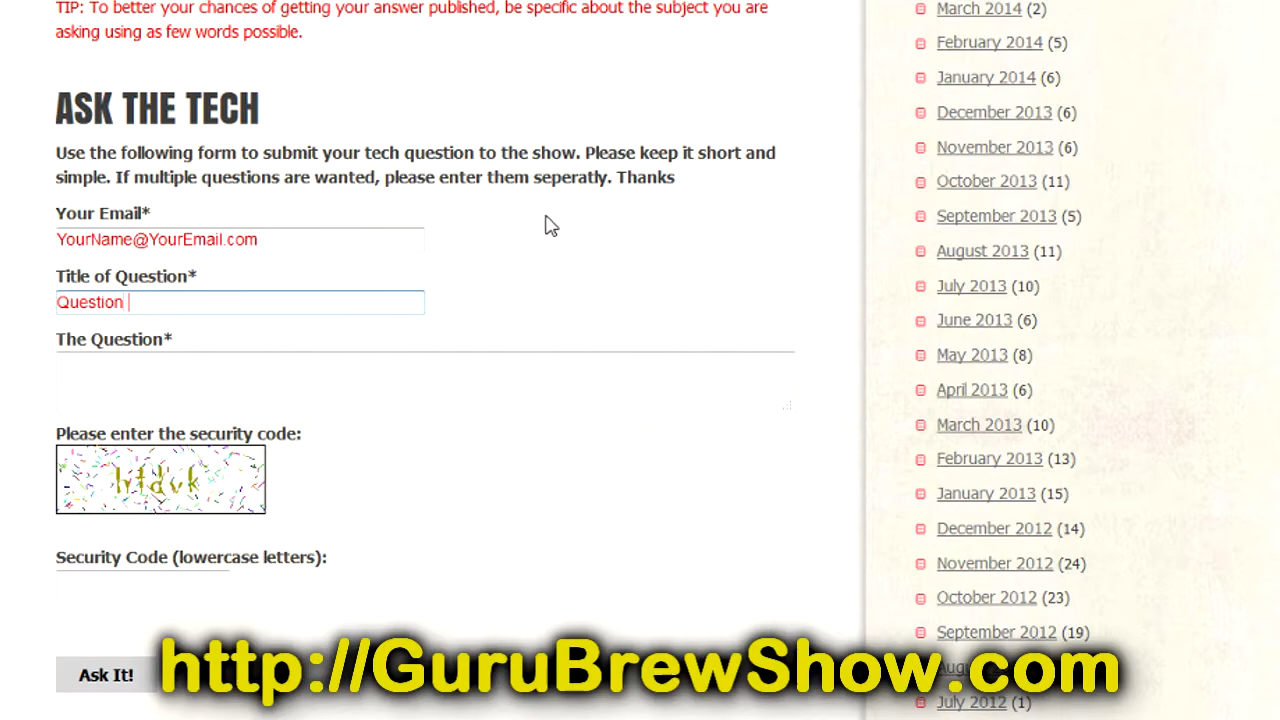 TIP: To better your chances of getting your answer published, be specific about the subject you are
asking using as few words possible.
ASK THE TECH
Use the following form to submit your tech question to the show. Please keep it short and
simple. If multiple questions are wanted, please enter them seperatly. Thanks
Your Email*
YourName@YourEmail.com
Title of Question*
Question
The Question*
Please enter the security code:
Security Code (lowercase letters):
Ask It!
http://GuruBrewShow.com
March 2014 (2)
February 2014 (5)
January 2014 (6)
December 2013 (6)
November 2013 (6)
October 2013 (11)
September 2013 (5)
August 2013 (11)
July 2013 (10)
June 2013 (6)
May 2013 (8)
April 2013 (6)
March 2013 (10)
February 2013 (13)
January 2013 (15)
December 2012 (14)
November 2012 (24)
October 2012 (23)
September 2012 (19)
July 2012 (1)